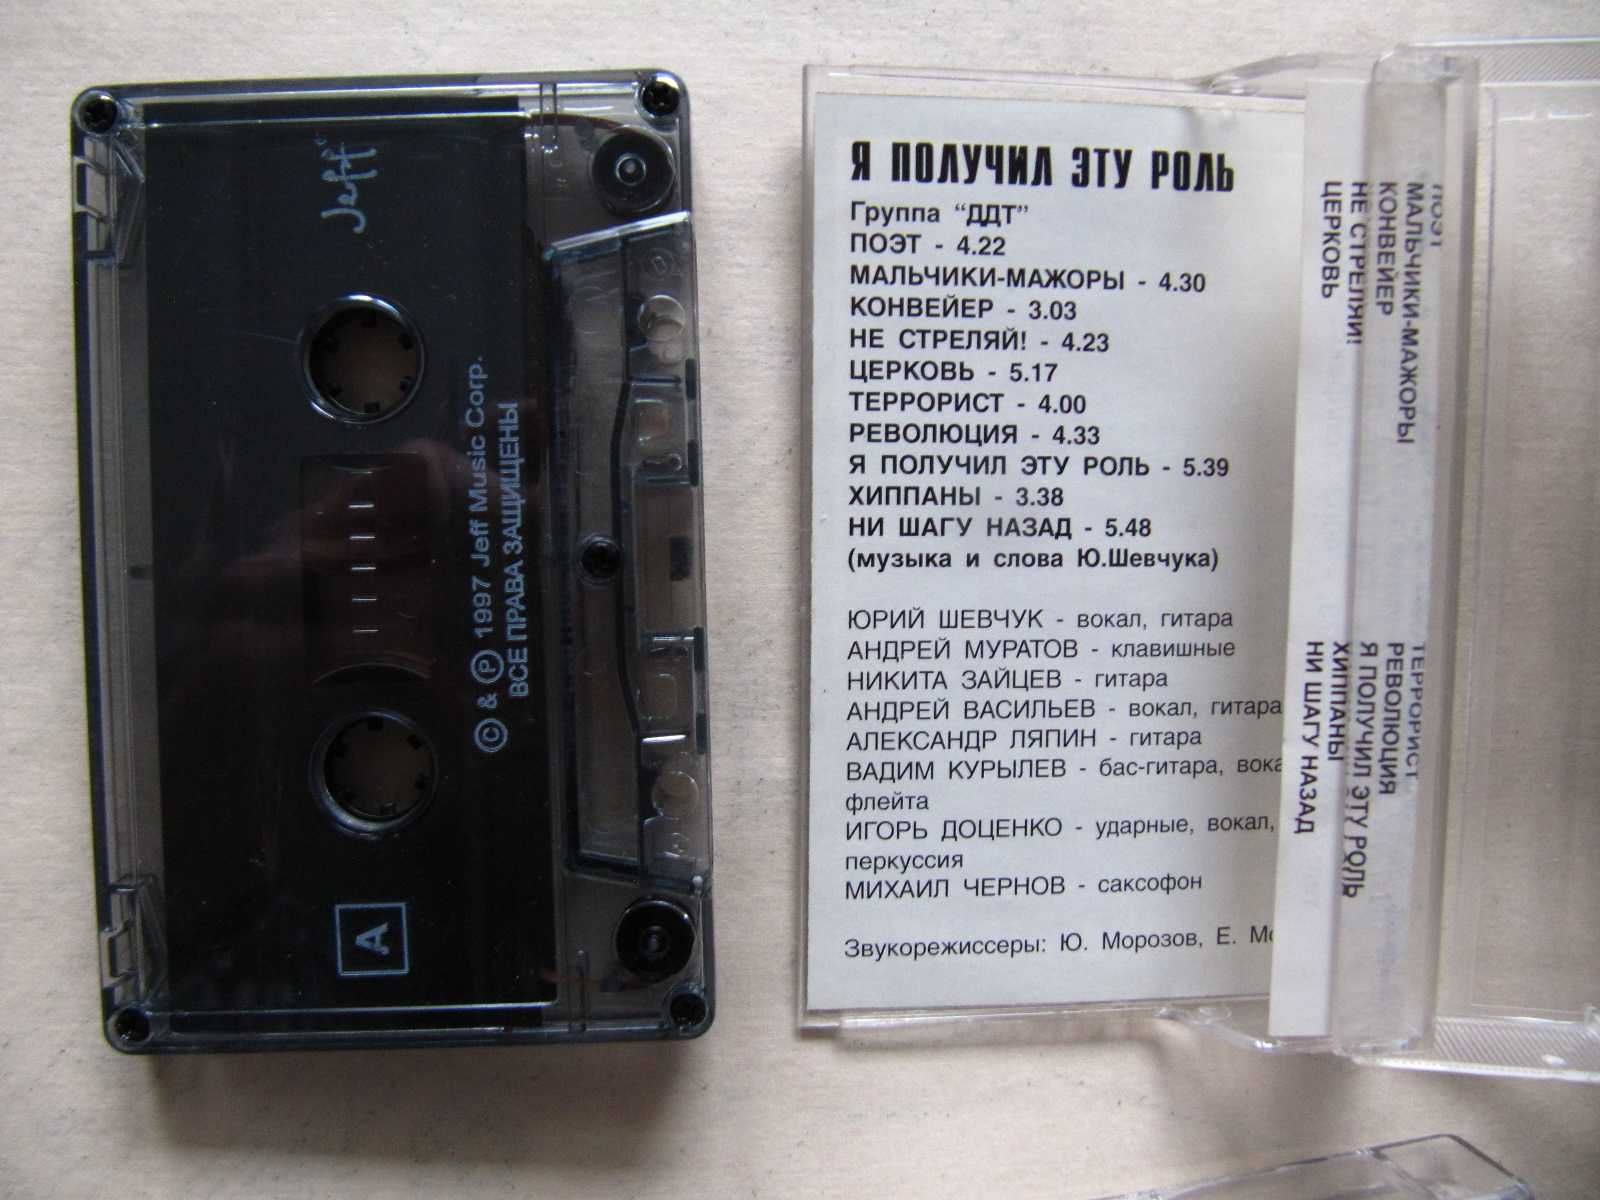 Jeff
© & ℗ 1997 Jeff Music Corp.
ВСЕ ПРАВА ЗАЩИЩЕНЫ
A
Я ПОЛУЧИЛ ЭТУ РОЛЬ
Группа “ДДТ”
ПОЭТ - 4.22
МАЛЬЧИКИ-МАЖОРЫ - 4.30
КОНВЕЙЕР - 3.03
НЕ СТРЕЛЯЙ! - 4.23
ЦЕРКОВЬ - 5.17
ТЕРРОРИСТ - 4.00
РЕВОЛЮЦИЯ - 4.33
Я ПОЛУЧИЛ ЭТУ РОЛЬ - 5.39
ХИППАНЫ - 3.38
НИ ШАГУ НАЗАД - 5.48
(музыка и слова Ю.Шевчука)
ЮРИЙ ШЕВЧУК - вокал, гитара
АНДРЕЙ МУРАТОВ - клавишные
НИКИТА ЗАЙЦЕВ - гитара
АНДРЕЙ ВАСИЛЬЕВ - вокал, гитара
АЛЕКСАНДР ЛЯПИН - гитара
ВАДИМ КУРЫЛЕВ - бас-гитара,
флейта
ИГОРЬ ДОЦЕНКО - ударные, вокал,
перкуссия
МИХАИЛ ЧЕРНОВ - саксофон
Звукорежиссеры: Ю. Морозов, Е.
ПОЭТ
МАЛЬЧИКИ-МАЖОРЫ
КОНВЕЙЕР
НЕ СТРЕЛЯЙ!
ЦЕРКОВЬ
ТЕРРОРИСТ
РЕВОЛЮЦИЯ
Я ПОЛУЧИЛ ЭТУ РОЛЬ
ХИППАНЫ
НИ ШАГУ НАЗАД